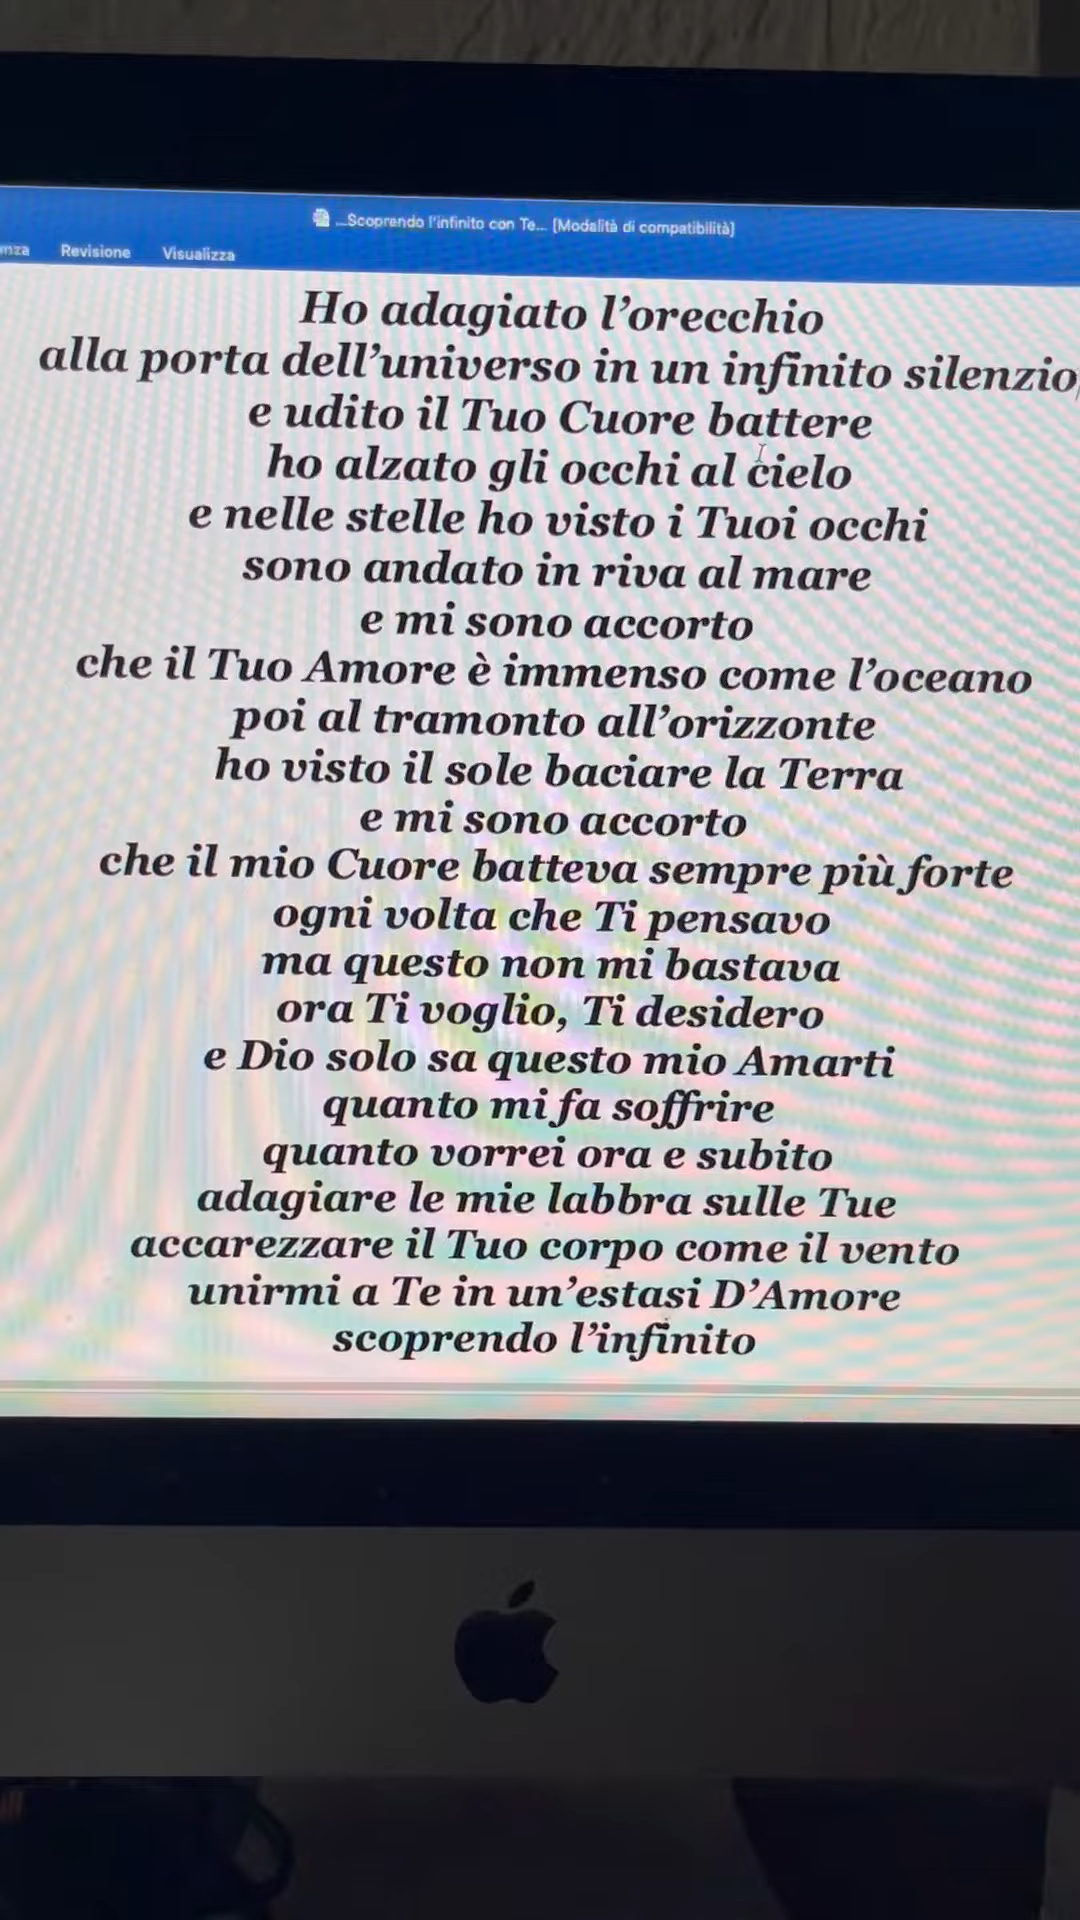 ...Scoprendo l'infinito con Te... [Modalità di compatibilità]
Revisione Visualizza
Ho adagiato l'orecchio
alla porta dell'universo in un infinito silenzio,
e udito il Tuo Cuore battere
ho alzato gli occhi al cielo
e nelle stelle ho visto i Tuoi occhi
sono andato in riva al mare
e mi sono accorto
che il Tuo Amore è immenso come l'oceano
poi al tramonto all'orizzonte
ho visto il sole baciare la Terra
e mi sono accorto
che il mio Cuore batteva sempre più forte
ogni volta che Ti pensavo
ma questo non mi bastava
ora Ti voglio, Ti desidero
e Dio solo sa questo mio Amarti
quanto mi fa soffrire
quanto vorrei ora e subito
adagiare le mie labbra sulle Tue
accarezzare il Tuo corpo come il vento
unirmi a Te in un'estasi D'Amore
scoprendo l'infinito